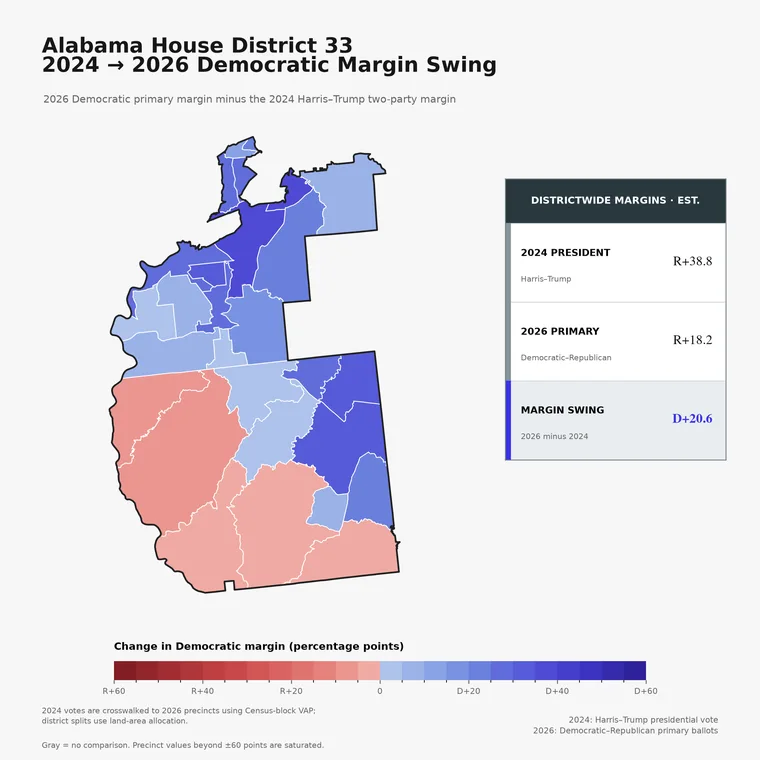 Alabama House District 33
2024 → 2026 Democratic Margin Swing
2026 Democratic primary margin minus the 2024 Harris–Trump two-party margin
DISTRICTWIDE MARGINS · EST.
2024 PRESIDENT
R+38.8
Harris–Trump
2026 PRIMARY
R+18.2
Democratic–Republican
MARGIN SWING
D+20.6
2026 minus 2024
Change in Democratic margin (percentage points)
R+60 R+40 R+20 0 D+20 D+40 D+60
2024 votes are crosswalked to 2026 precincts using Census-block VAP;
district splits use land-area allocation.
Gray = no comparison. Precinct values beyond ±60 points are saturated.
2024: Harris–Trump presidential vote
2026: Democratic–Republican primary ballots